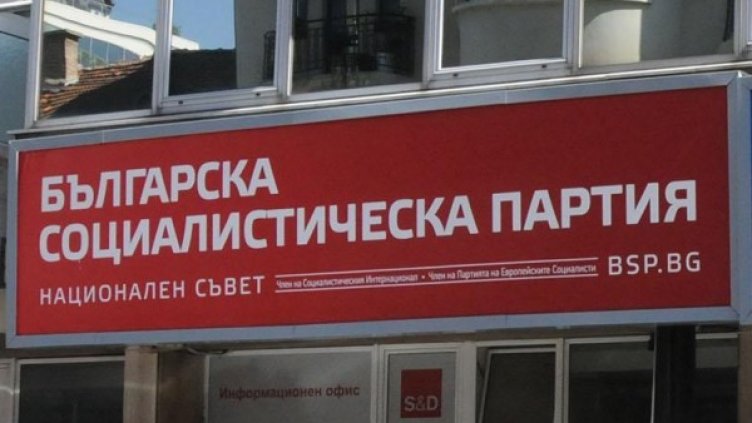 БЪЛГАРСКА
СОЦИАЛИСТИЧЕСКА ПАРТИЯ
НАЦИОНАЛЕН СЪВЕТ Член на Социалистическия Интернационал • Член на Партията на Европейските Социалисти BSP.BG
Информационен офис
S&D